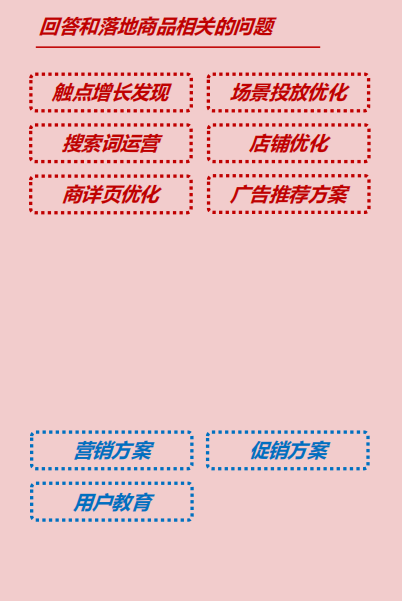 回答和落地商品相关的问题
触点增长发现
场景投放优化
搜索词运营
店铺优化
商详页优化
广告推荐方案
营销方案
促销方案
用户教育